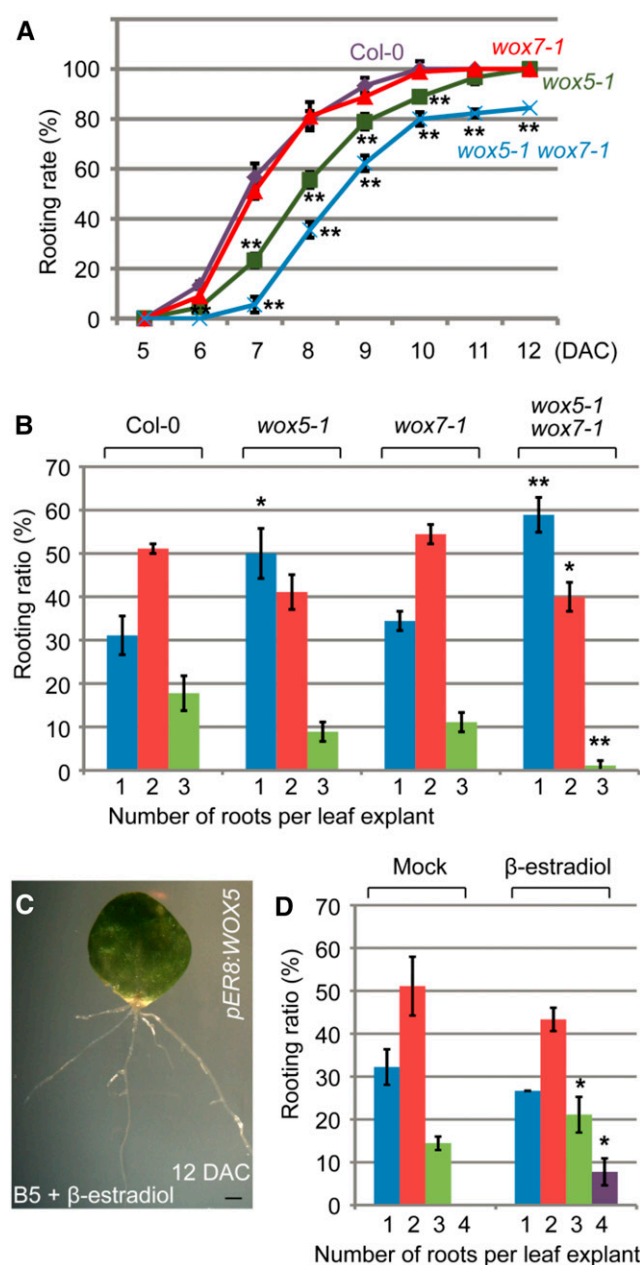 A
Col-0
wox7-1
wox5-1
wox5-1 wox7-1
Rooting rate (%)
100
80
60
40
20
0
**
**
**
**
**
**
**
**
**
**
**
**
5 6 7 8 9 10 11 12 (DAC)
B
Col-0
wox5-1
wox7-1
wox5-1
wox7-1
Rooting ratio (%)
70
60
50
40
30
20
10
0
*
**
*
**
1 2 3 1 2 3 1 2 3 1 2 3
Number of roots per leaf explant
C
pER8:WOX5
12 DAC
B5 + β-estradiol
D
Mock
β-estradiol
Rooting ratio (%)
70
60
50
40
30
20
10
0
*
*
1 2 3 4 1 2 3 4
Number of roots per leaf explant